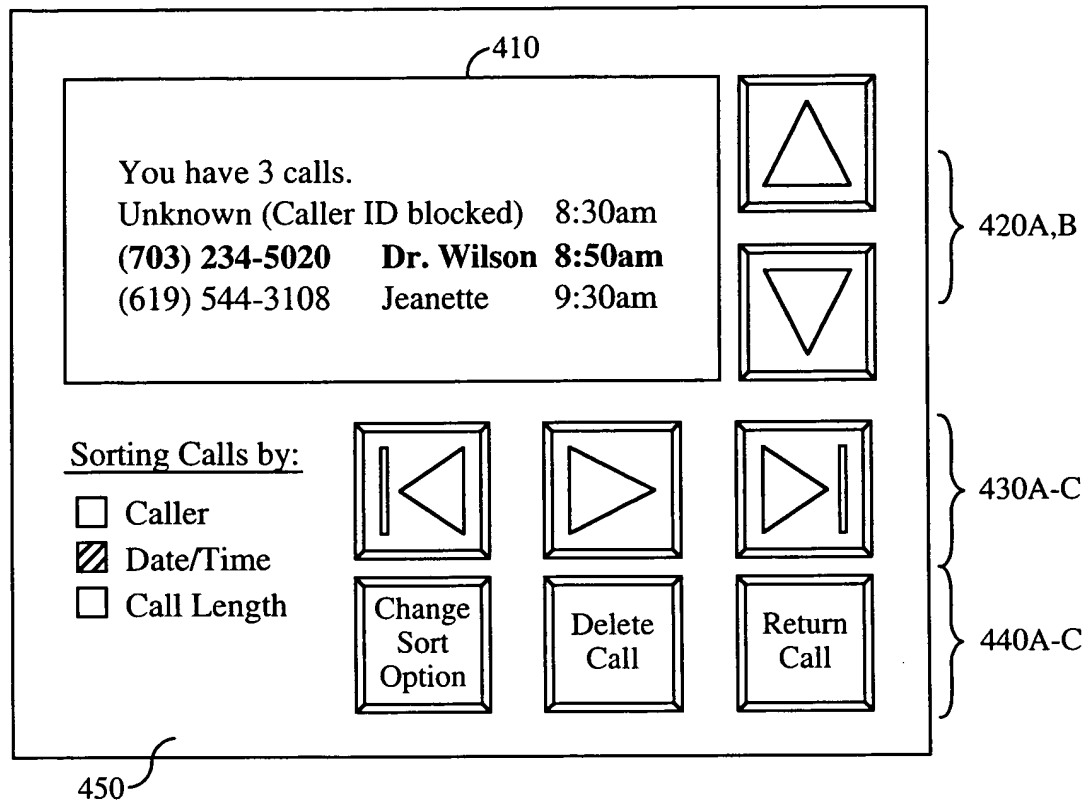 410
You have 3 calls.
Unknown (Caller ID blocked) 8:30am
(703) 234-5020 Dr. Wilson 8:50am
(619) 544-3108 Jeanette 9:30am
420A,B
Sorting Calls by:
Caller
Date/Time
Call Length
430A-C
Change
Sort
Option
Delete
Call
Return
Call
440A-C
450